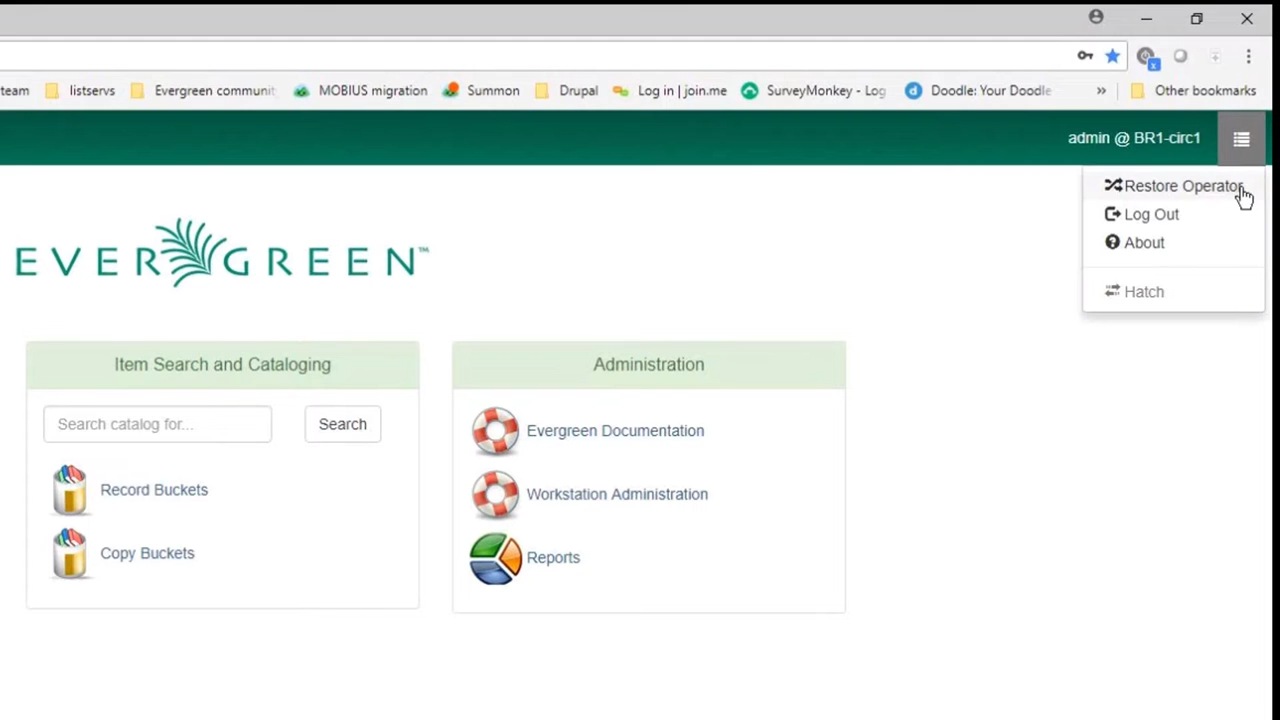 team
listservs
Evergreen communit
MOBIUS migration
Summon
Drupal
Log in | join.me
SurveyMonkey - Log
Doodle: Your Doodle
»
Other bookmarks
admin @ BR1-circ1
Restore Operator
Log Out
About
Hatch
EVERGREEN™
Item Search and Cataloging
Search catalog for...
Search
Record Buckets
Copy Buckets
Administration
Evergreen Documentation
Workstation Administration
Reports